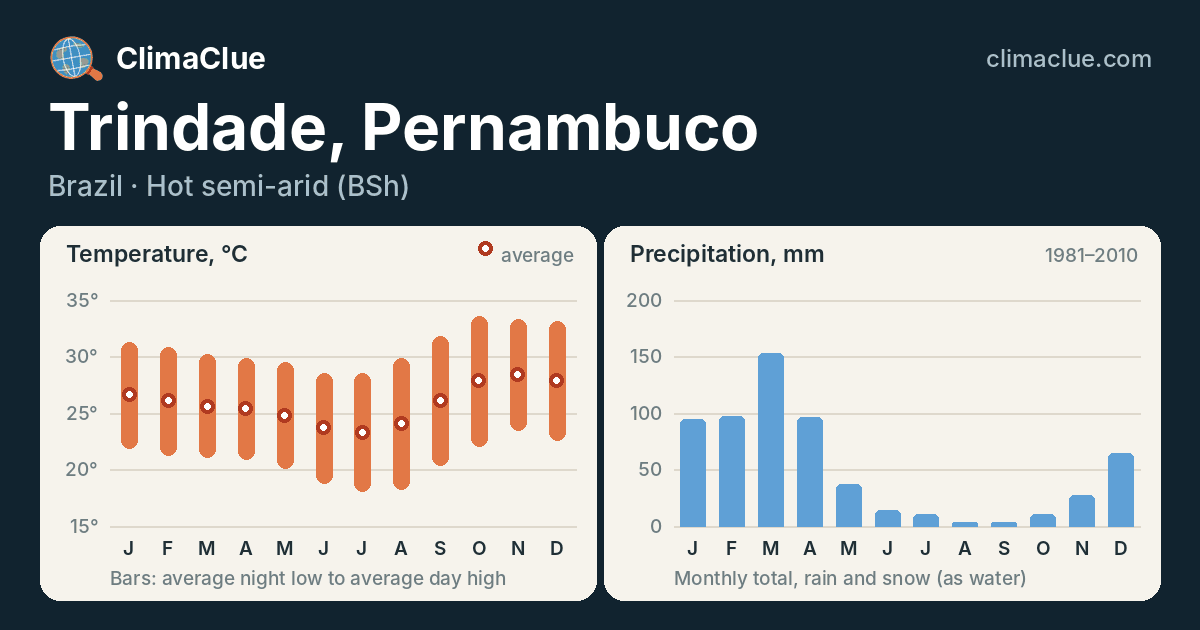 ClimaClue
climaclue.com
Trindade, Pernambuco
Brazil · Hot semi-arid (BSh)
Temperature, °C
average
35°
30°
25°
20°
15°
J F M A M J J A S O N D
Bars: average night low to average day high
Precipitation, mm
1981–2010
200
150
100
50
0
J F M A M J J A S O N D
Monthly total, rain and snow (as water)